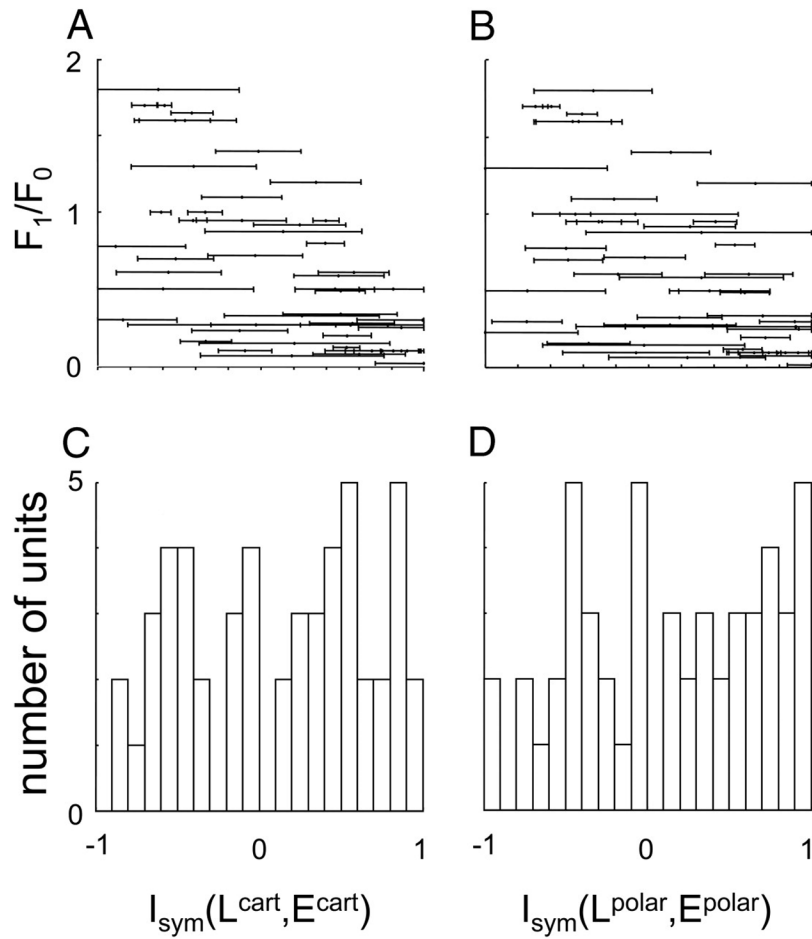 A
B
2
1
0
F1/F0
C
D
5
0
number of units
-1
0
1
-1
0
1
Isym(Lcart,Ecart)
Isym(Lpolar,Epolar)